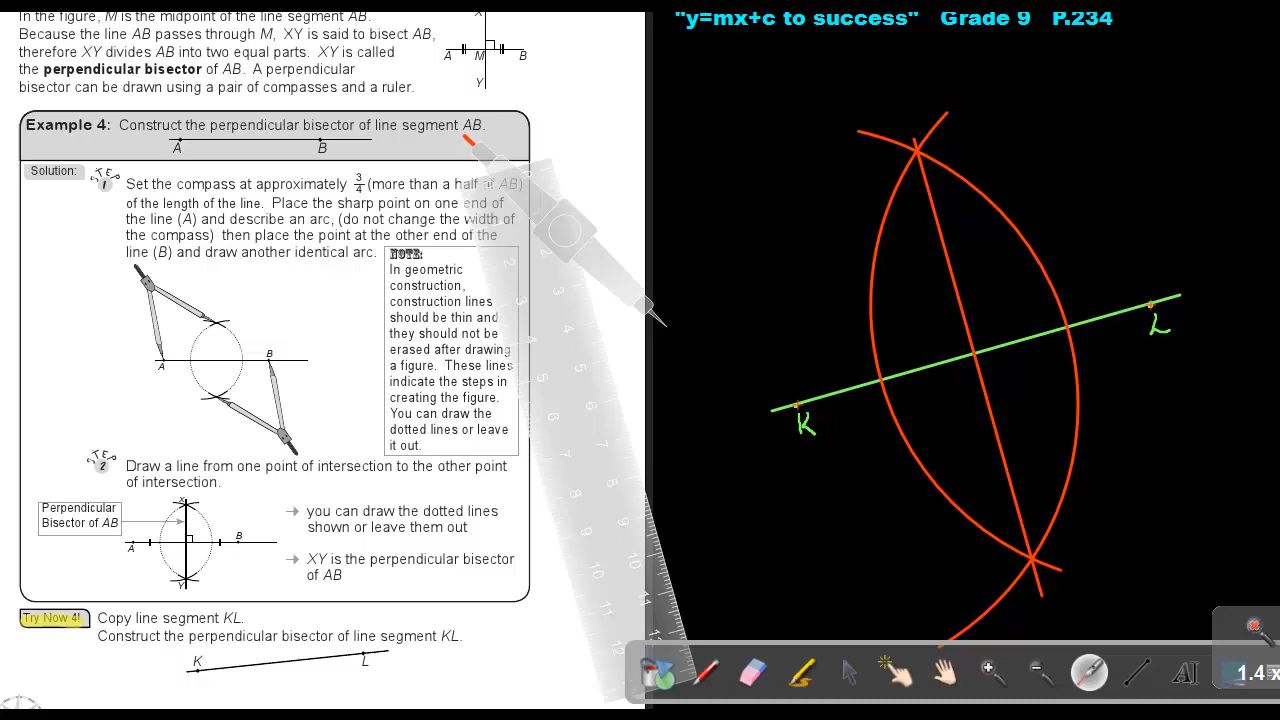 In the figure, M is the midpoint of the line segment AB.
Because the line AB passes through M, XY is said to bisect AB,
therefore XY divides AB into two equal parts. XY is called
the perpendicular bisector of AB. A perpendicular
bisector can be drawn using a pair of compasses and a ruler.
X
A M B
Y
Example 4: Construct the perpendicular bisector of line segment AB.
A B
Solution:
STEP 1
Set the compass at approximately 3/4 (more than a half of AB)
of the length of the line. Place the sharp point on one end of
the line (A) and describe an arc, (do not change the width of
the compass) then place the point at the other end of the
line (B) and draw another identical arc.
NOTE:
In geometric
construction,
construction lines
should be thin and
they should not be
erased after drawing
a figure. These lines
indicate the steps in
creating the figure.
You can draw the
dotted lines or leave
it out.
A B
STEP 2
Draw a line from one point of intersection to the other point
of intersection.
Perpendicular
Bisector of AB
X
A B
Y
→ you can draw the dotted lines
shown or leave them out
→ XY is the perpendicular bisector
of AB
Try Now 4!
Copy line segment KL.
Construct the perpendicular bisector of line segment KL.
K L
"y=mx+c to success" Grade 9 P.234
K L
AI
1.4 x